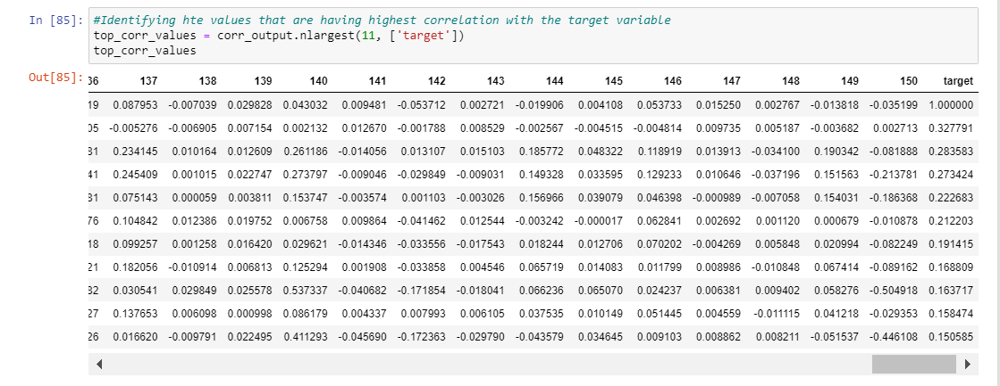 In [85]: #Identifying hte values that are having highest correlation with the target variable
top_corr_values = corr_output.nlargest(11, ['target'])
top_corr_values
Out[85]: 36 137 138 139 140 141 142 143 144 145 146 147 148 149 150 target
19 0.087953 -0.007039 0.029828 0.043032 0.009481 -0.053712 0.002721 -0.019906 0.004108 0.053733 0.015250 0.002767 -0.013818 -0.035199 1.000000
05 -0.005276 -0.006905 0.007154 0.002132 0.012670 -0.001788 0.008529 -0.002567 -0.004515 -0.004814 0.009735 0.005187 -0.003682 0.002713 0.327791
31 0.234145 0.010164 0.012609 0.261186 -0.014056 0.013107 0.015103 0.185772 0.048322 0.118919 0.013913 -0.034100 0.190342 -0.081888 0.283583
41 0.245409 0.001015 0.022747 0.273797 -0.009046 -0.029849 -0.009031 0.149328 0.033595 0.129233 0.010646 -0.037196 0.151563 -0.213781 0.273424
31 0.075143 0.000059 0.003811 0.153747 -0.003574 0.001103 -0.003026 0.156966 0.039079 0.046398 -0.000989 -0.007058 0.154031 -0.186368 0.222683
76 0.104842 0.012386 0.019752 0.006758 0.009864 -0.041462 0.012544 -0.003242 -0.000017 0.062841 0.002692 0.001120 0.000679 -0.010878 0.212203
18 0.099257 0.001258 0.016420 0.029621 -0.014346 -0.033556 -0.017543 0.018244 0.012706 0.070202 -0.004269 0.005848 0.020994 -0.082249 0.191415
21 0.182056 -0.010914 0.006813 0.125294 0.001908 -0.033858 0.004546 0.065719 0.014083 0.011799 0.008986 -0.010848 0.067414 -0.089162 0.168809
32 0.030541 0.029849 0.025578 0.537337 -0.040682 -0.171854 -0.018041 0.066236 0.065070 0.024237 0.006381 0.009402 0.058276 -0.504918 0.163717
27 0.137653 0.006098 0.000998 0.086179 0.004337 0.007993 0.006105 0.037535 0.010149 0.051445 0.004559 -0.011115 0.041218 -0.029353 0.158474
26 0.016620 -0.009791 0.022495 0.411293 -0.045690 -0.172363 -0.029790 -0.043579 0.034645 0.009103 0.008862 0.008211 -0.051537 -0.446108 0.150585